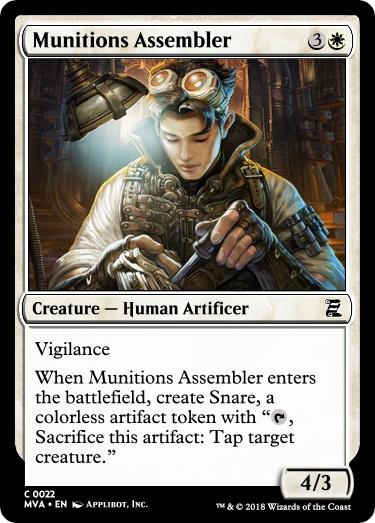 Munitions Assembler 3
Creature — Human Artificer
Vigilance
When Munitions Assembler enters
the battlefield, create Snare, a
colorless artifact token with “
,
Sacrifice this artifact: Tap target
creature.”
4/3
C 0022
MVA • EN Applibot, Inc.
™ & © 2018 Wizards of the Coast